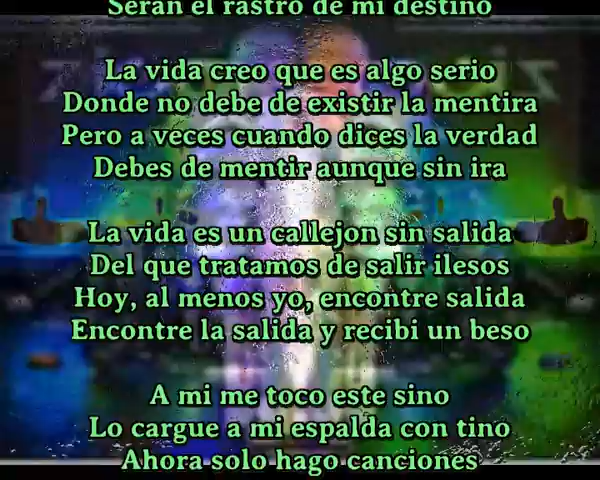 Seran el rastro de mi destino
La vida creo que es algo serio
Donde no debe de existir la mentira
Pero a veces cuando dices la verdad
Debes de mentir aunque sin ira
La vida es un callejon sin salida
Del que tratamos de salir ilesos
Hoy, al menos yo, encontre salida
Encontre la salida y recibi un beso
A mi me toco este sino
Lo cargue a mi espalda con tino
Ahora solo hago canciones